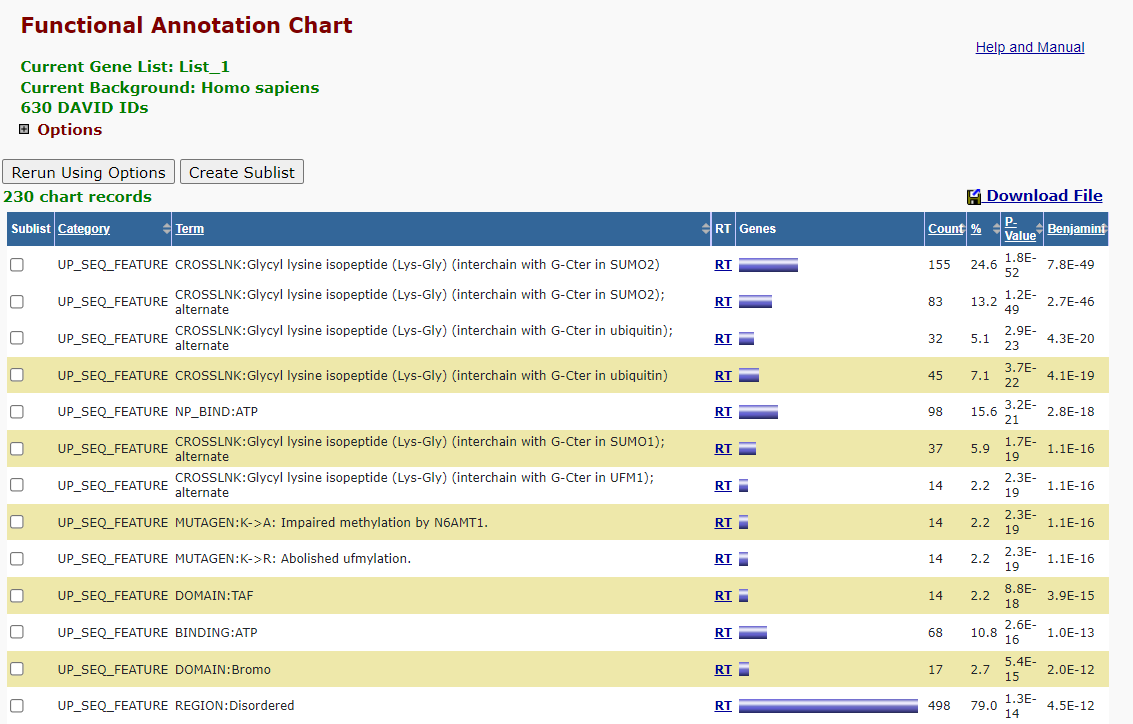 Functional Annotation Chart
Help and Manual
Current Gene List: List_1
Current Background: Homo sapiens
630 DAVID IDs
Options
Rerun Using Options Create Sublist
230 chart records
Download File
Sublist Category Term RT Genes Count % P-Value Benjamini
UP_SEQ_FEATURE CROSSLNK:Glycyl lysine isopeptide (Lys-Gly) (interchain with G-Cter in SUMO2) RT 155 24.6 1.8E-52 7.8E-49
UP_SEQ_FEATURE CROSSLNK:Glycyl lysine isopeptide (Lys-Gly) (interchain with G-Cter in SUMO2); alternate RT 83 13.2 1.2E-49 2.7E-46
UP_SEQ_FEATURE CROSSLNK:Glycyl lysine isopeptide (Lys-Gly) (interchain with G-Cter in ubiquitin); alternate RT 32 5.1 2.9E-23 4.3E-20
UP_SEQ_FEATURE CROSSLNK:Glycyl lysine isopeptide (Lys-Gly) (interchain with G-Cter in ubiquitin) RT 45 7.1 3.7E-22 4.1E-19
UP_SEQ_FEATURE NP_BIND:ATP RT 98 15.6 3.2E-21 2.8E-18
UP_SEQ_FEATURE CROSSLNK:Glycyl lysine isopeptide (Lys-Gly) (interchain with G-Cter in SUMO1); alternate RT 37 5.9 1.7E-19 1.1E-16
UP_SEQ_FEATURE CROSSLNK:Glycyl lysine isopeptide (Lys-Gly) (interchain with G-Cter in UFM1); alternate RT 14 2.2 2.3E-19 1.1E-16
UP_SEQ_FEATURE MUTAGEN:K->A: Impaired methylation by N6AMT1. RT 14 2.2 2.3E-19 1.1E-16
UP_SEQ_FEATURE MUTAGEN:K->R: Abolished ufmylation. RT 14 2.2 2.3E-19 1.1E-16
UP_SEQ_FEATURE DOMAIN:TAF RT 14 2.2 8.8E-18 3.9E-15
UP_SEQ_FEATURE BINDING:ATP RT 68 10.8 2.6E-16 1.0E-13
UP_SEQ_FEATURE DOMAIN:Bromo RT 17 2.7 5.4E-15 2.0E-12
UP_SEQ_FEATURE REGION:Disordered RT 498 79.0 1.3E-14 4.5E-12